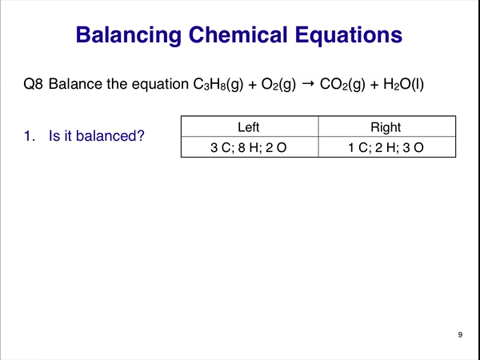 Balancing Chemical Equations
Q8 Balance the equation C₃H₈(g) + O₂(g) → CO₂(g) + H₂O(l)
1. Is it balanced?
Left Right
3 C; 8 H; 2 O 1 C; 2 H; 3 O
9